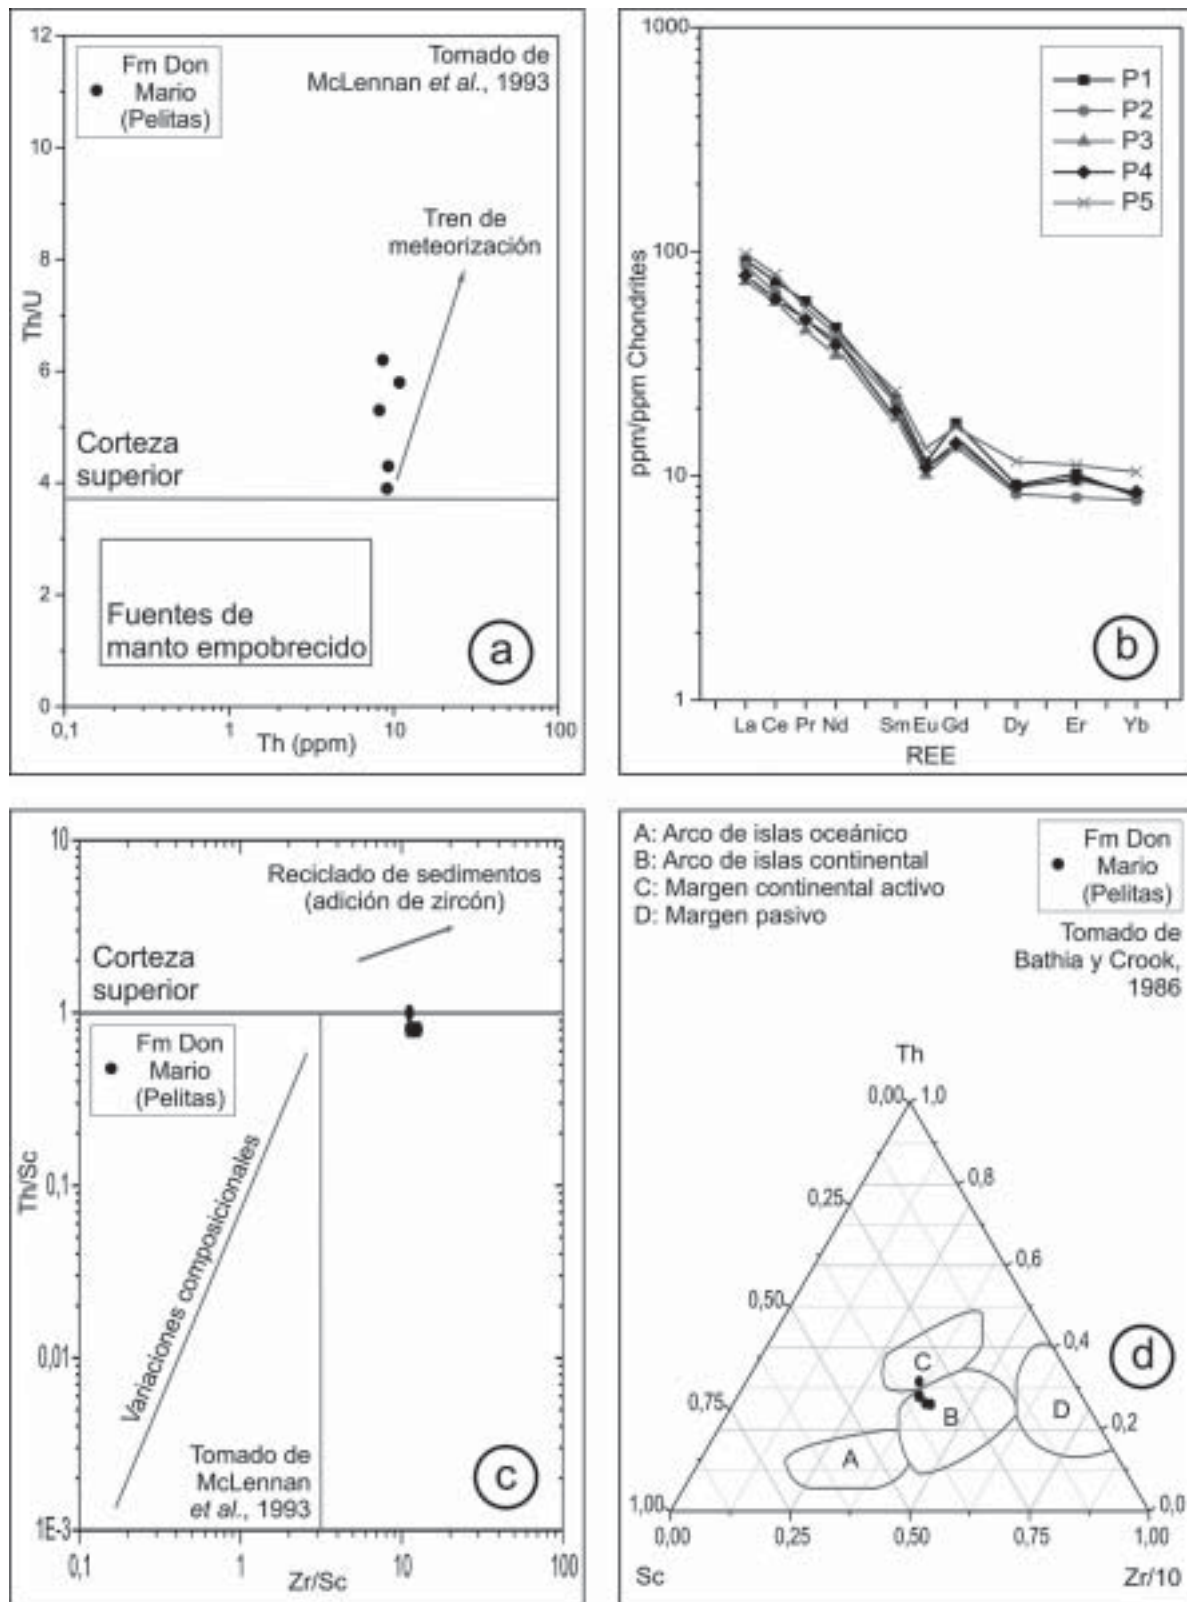 12
10
8
6
4
2
0
Th/U
Fm Don
Mario
(Pelitas)
Tomado de
McLennan et al., 1993
Tren de
meteorización
Corteza
superior
Fuentes de
manto empobrecido
a
0,1
1
10
100
Th (ppm)
1000
100
10
1
ppm/ppm Chondrites
P1
P2
P3
P4
P5
b
La Ce Pr Nd Sm Eu Gd Dy Er Yb
REE
10
1
0,1
0,01
1E-3
Th/Sc
Reciclado de sedimentos
(adición de zircón)
Corteza
superior
Fm Don
Mario
(Pelitas)
Variaciones composicionales
Tomado de
McLennan
et al., 1993
c
0,1
1
10
100
Zr/Sc
A: Arco de islas oceánico
B: Arco de islas continental
C: Margen continental activo
D: Margen pasivo
Fm Don
Mario
(Pelitas)
Tomado de
Bathia y Crook,
1986
Th
0,00
1,0
0,25
0,8
0,50
0,6
0,75
0,4
1,00
0,2
0,0
C
B
A
D
d
0,00
0,25
0,50
0,75
1,00
Sc
Zr/10